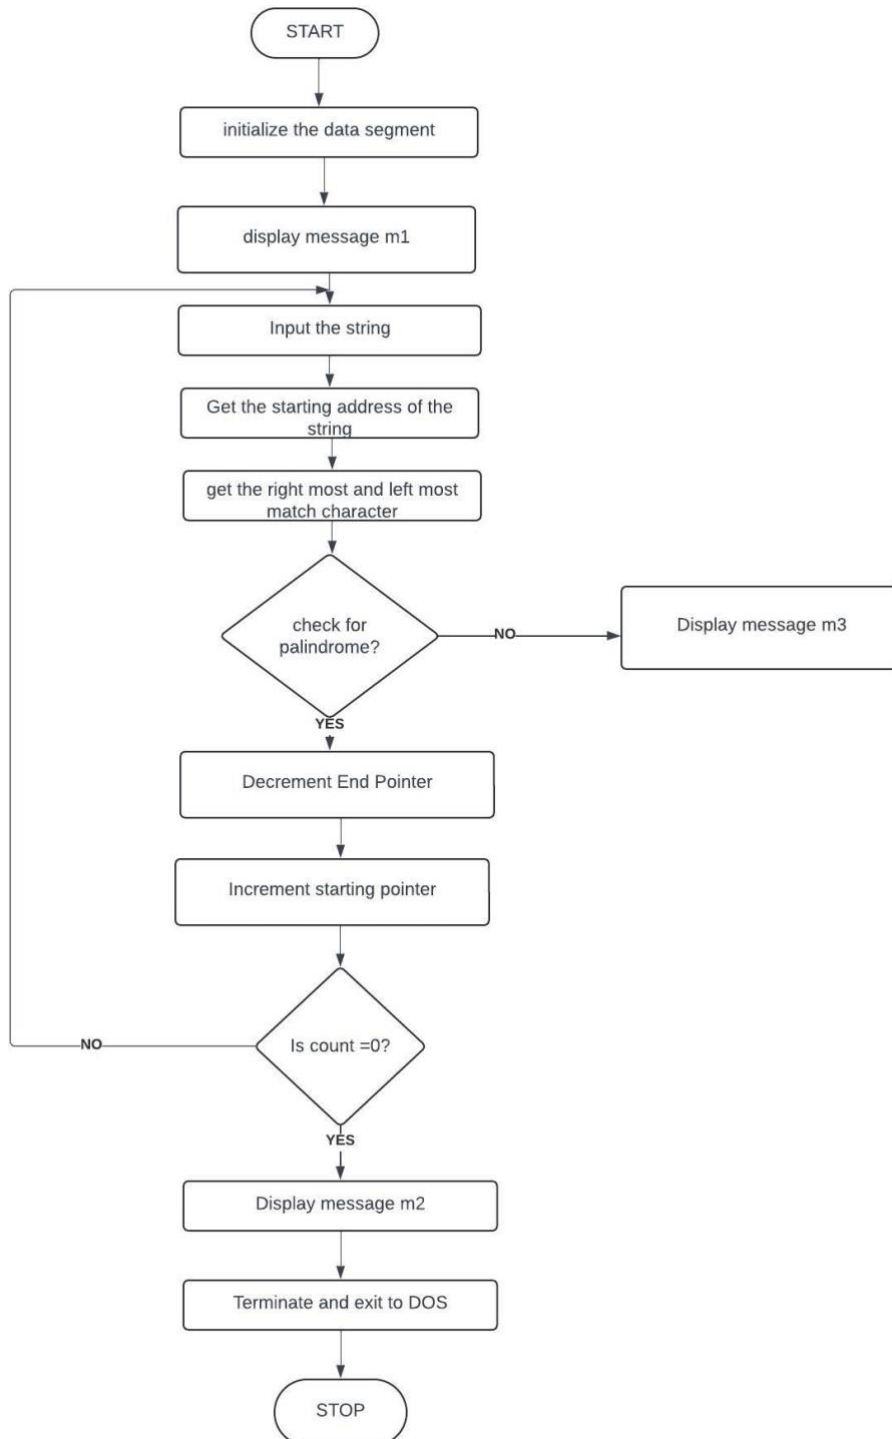 START
initialize the data segment
display message m1
Input the string
Get the starting address of the
string
get the right most and left most
match character
check for
palindrome?
NO
Display message m3
YES
Decrement End Pointer
Increment starting pointer
Is count =0?
NO
YES
Display message m2
Terminate and exit to DOS
STOP